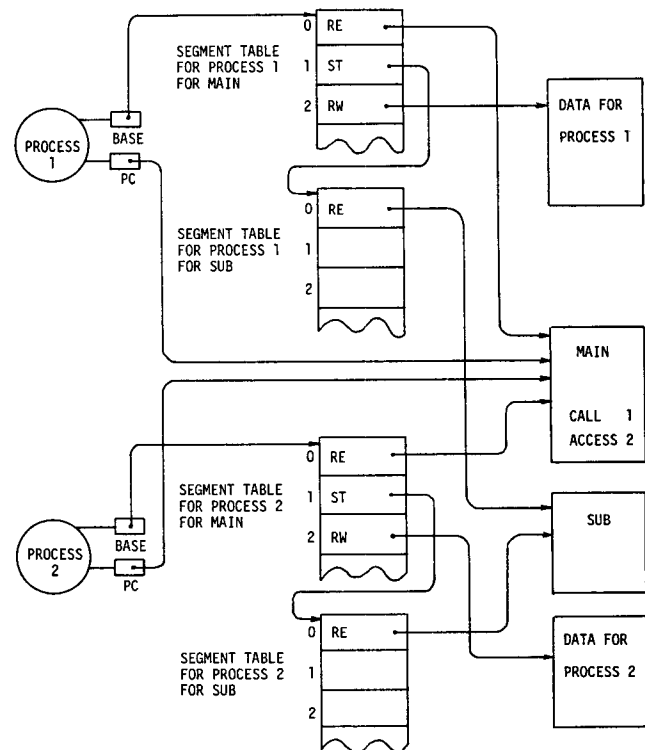 0 RE
SEGMENT TABLE
FOR PROCESS 1
FOR MAIN
1 ST
2 RW
DATA FOR
PROCESS 1
PROCESS
1
BASE
PC
SEGMENT TABLE
FOR PROCESS 1
FOR SUB
0 RE
1
2
MAIN
CALL 1
ACCESS 2
0 RE
SEGMENT TABLE
FOR PROCESS 2
FOR MAIN
1 ST
2 RW
SUB
PROCESS
2
BASE
PC
SEGMENT TABLE
FOR PROCESS 2
FOR SUB
0 RE
1
2
DATA FOR
PROCESS 2